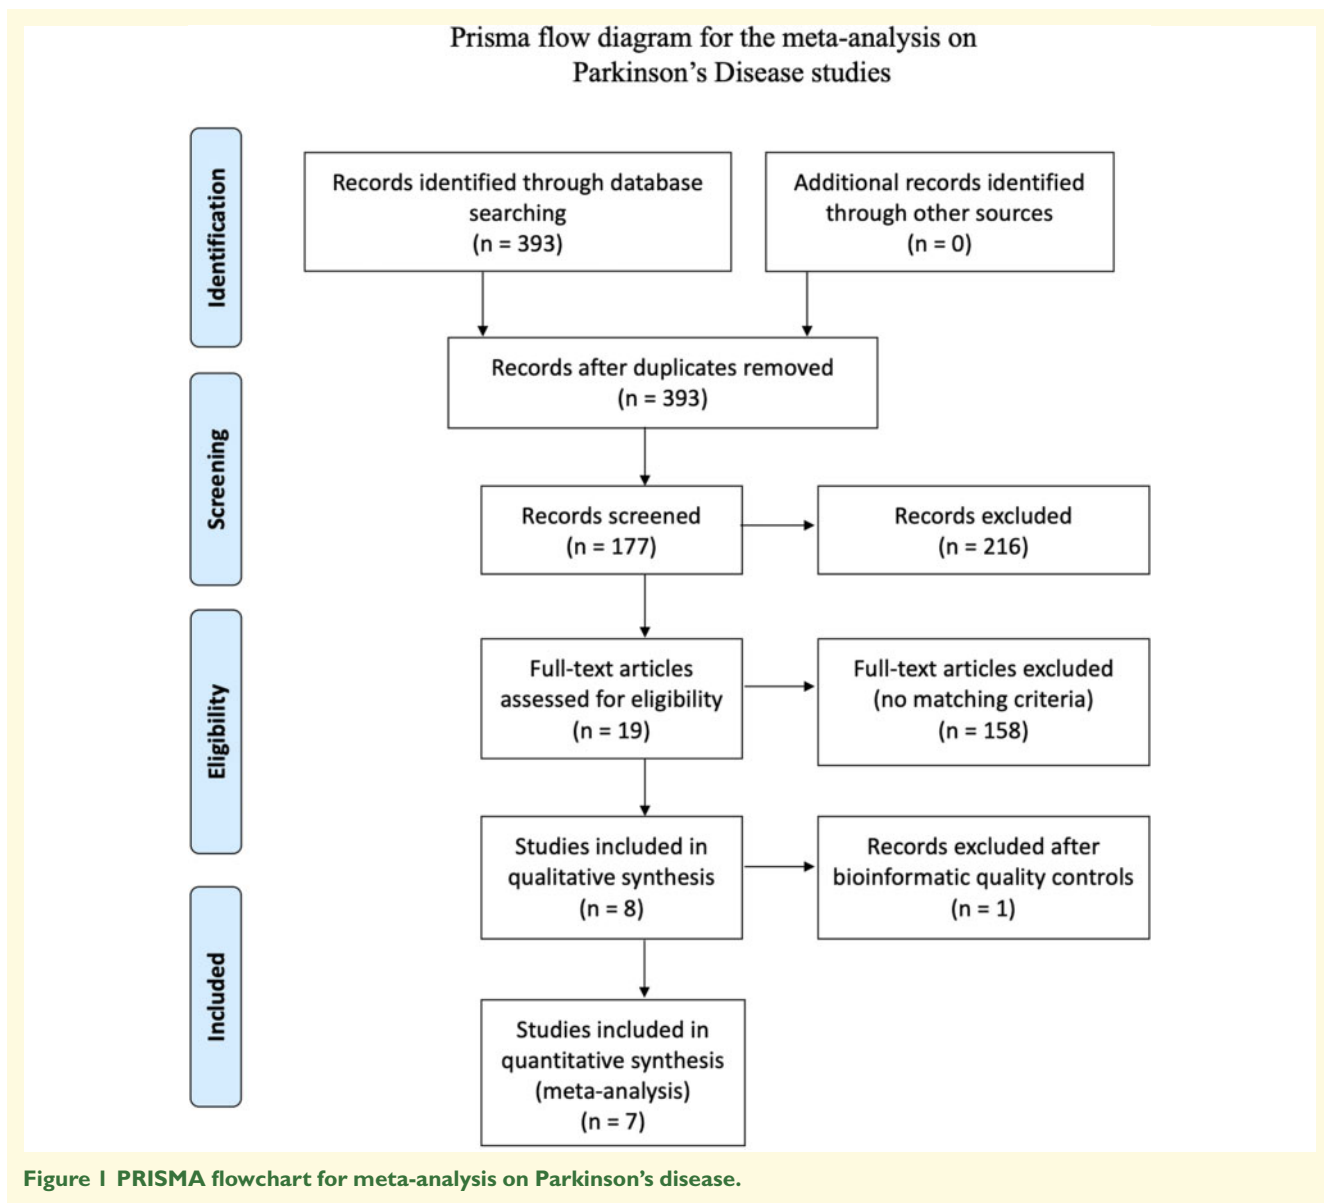 Prisma flow diagram for the meta-analysis on
Parkinson's Disease studies
Identification
Records identified through database
searching
(n = 393)
Additional records identified
through other sources
(n = 0)
Records after duplicates removed
(n = 393)
Screening
Records screened
(n = 177)
Records excluded
(n = 216)
Eligibility
Full-text articles
assessed for eligibility
(n = 19)
Full-text articles excluded
(no matching criteria)
(n = 158)
Studies included in
qualitative synthesis
(n = 8)
Records excluded after
bioinformatic quality controls
(n = 1)
Included
Studies included in
quantitative synthesis
(meta-analysis)
(n = 7)
Figure 1 PRISMA flowchart for meta-analysis on Parkinson's disease.